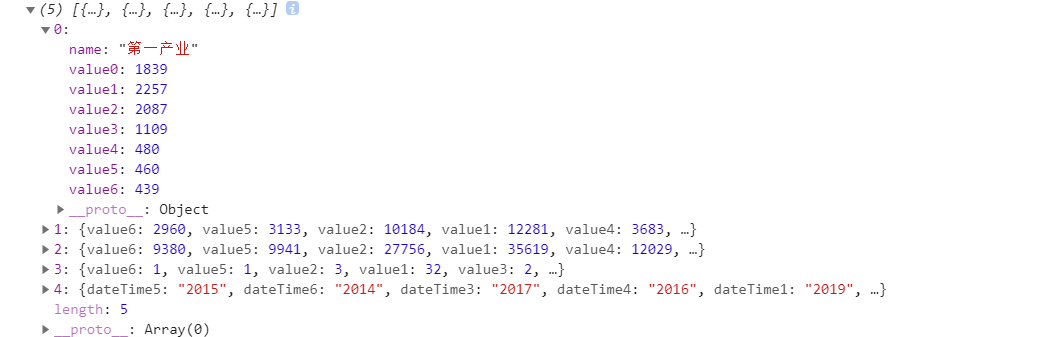 (5) [{…}, {…}, {…}, {…}, {…}] i
0:
name: "第一产业"
value0: 1839
value1: 2257
value2: 2087
value3: 1109
value4: 480
value5: 460
value6: 439
__proto__: Object
1: {value6: 2960, value5: 3133, value2: 10184, value1: 12281, value4: 3683, …}
2: {value6: 9380, value5: 9941, value2: 27756, value1: 35619, value4: 12029, …}
3: {value6: 1, value5: 1, value2: 3, value1: 32, value3: 2, …}
4: {dateTime5: "2015", dateTime6: "2014", dateTime3: "2017", dateTime4: "2016", dateTime1: "2019", …}
length: 5
__proto__: Array(0)